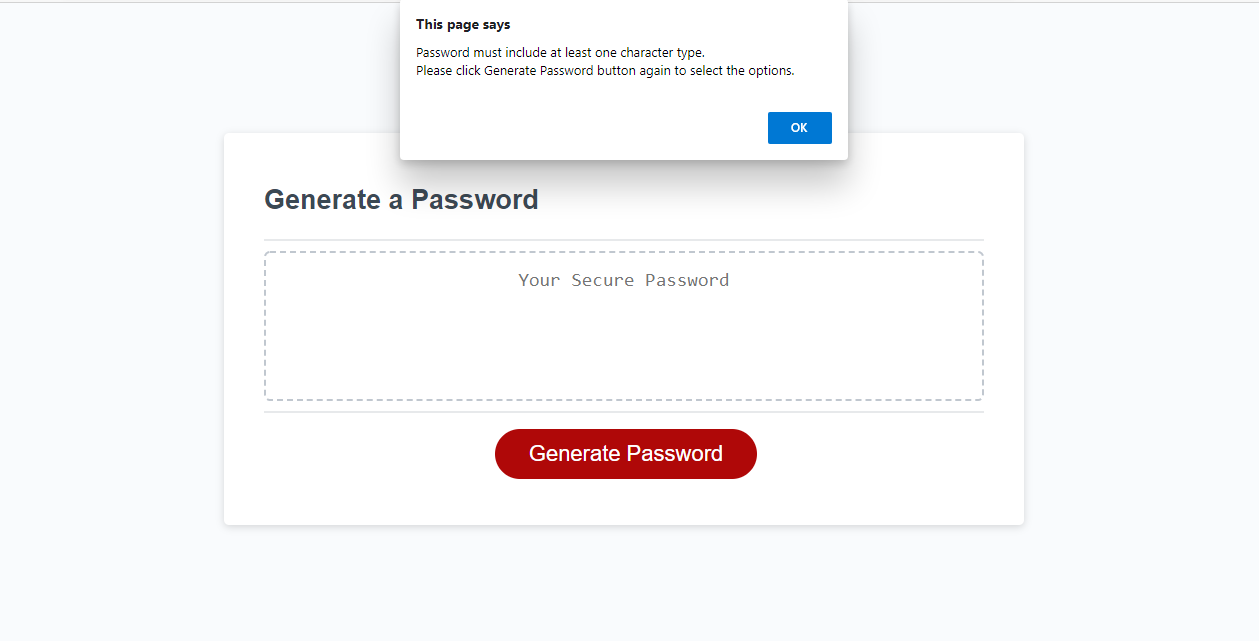 This page says
Password must include at least one character type.
Please click Generate Password button again to select the options.
OK
Generate a Password
Your Secure Password
Generate Password